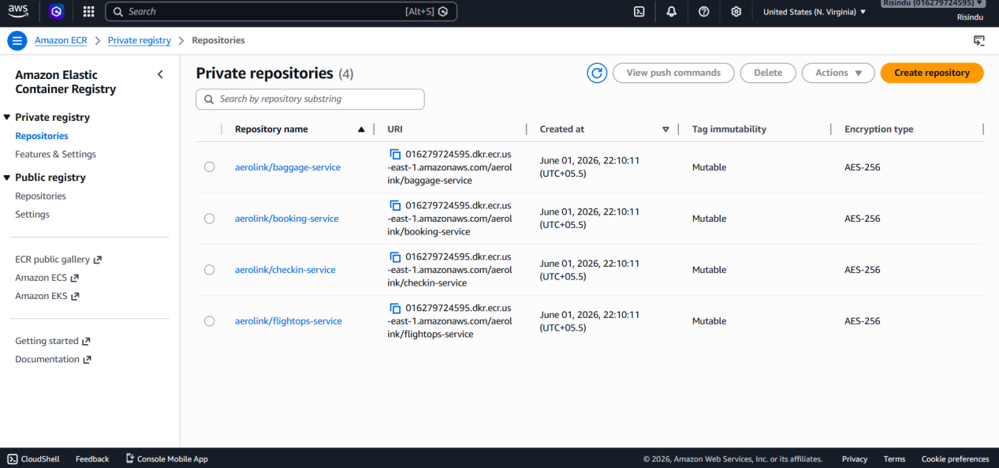 aws
Search
[Alt+S]
United States (N. Virginia)
Risindu (016279724595)
Risindu
Amazon ECR
Private registry
Repositories
Amazon Elastic
Container Registry
Private registry
Repositories
Features & Settings
Public registry
Repositories
Settings
ECR public gallery
Amazon ECS
Amazon EKS
Getting started
Documentation
Private repositories (4)
View push commands
Delete
Actions
Create repository
Search by repository substring
Repository name
URI
Created at
Tag immutability
Encryption type
aerolink/baggage-service
016279724595.dkr.ecr.us
-east-1.amazonaws.com/aerol
ink/baggage-service
June 01, 2026, 22:10:11
(UTC+05.5)
Mutable
AES-256
aerolink/booking-service
016279724595.dkr.ecr.us
-east-1.amazonaws.com/aerol
ink/booking-service
June 01, 2026, 22:10:11
(UTC+05.5)
Mutable
AES-256
aerolink/checkin-service
016279724595.dkr.ecr.us
-east-1.amazonaws.com/aerol
ink/checkin-service
June 01, 2026, 22:10:11
(UTC+05.5)
Mutable
AES-256
aerolink/flightops-service
016279724595.dkr.ecr.us
-east-1.amazonaws.com/aerol
ink/flightops-service
June 01, 2026, 22:10:11
(UTC+05.5)
Mutable
AES-256
CloudShell
Feedback
Console Mobile App
© 2026, Amazon Web Services, Inc. or its affiliates.
Privacy
Terms
Cookie preferences